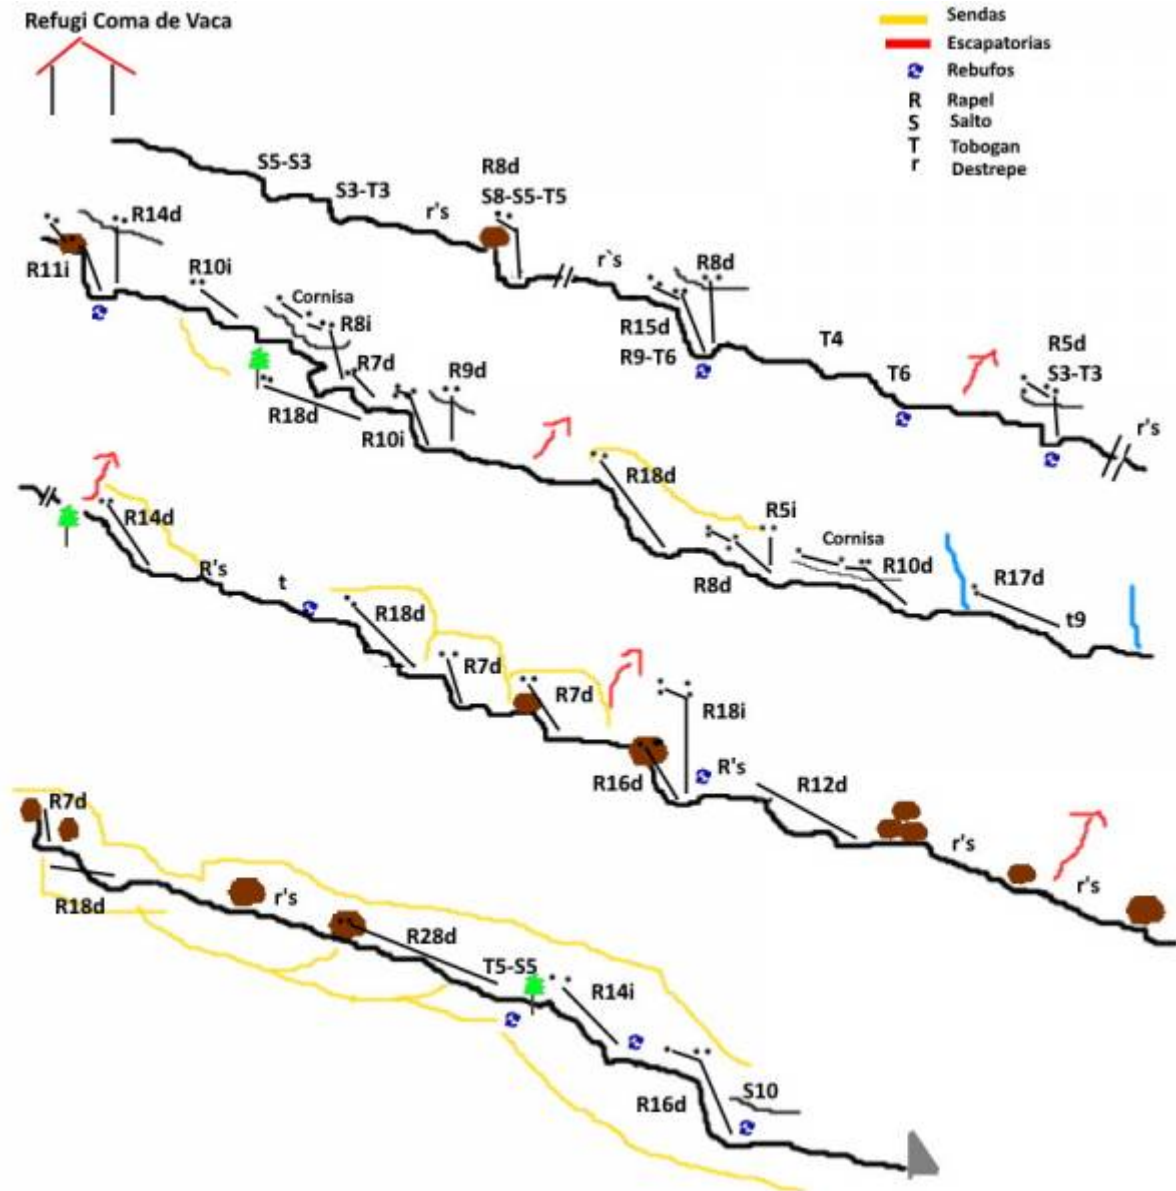 Refugi Coma de Vaca
Sendas
Escapatorias
Rebufos
R Rapel
S Salto
T Tobogan
r Destrepe
S5-S3
S3-T3
r's
R8d
S8-S5-T5
r`s
R8d
R15d
R9-T6
T4
T6
R5d
S3-T3
r's
R14d
R11i
R10i
Cornisa
R8i
R7d
R18d
R9d
R10i
R18d
R5i
R8d
Cornisa
R10d
R17d
t9
R14d
R's
t
R18d
R7d
R7d
R18i
R16d
R's
R12d
r's
r's
R7d
R18d
r's
R28d
T5-S5
R14i
R16d
S10